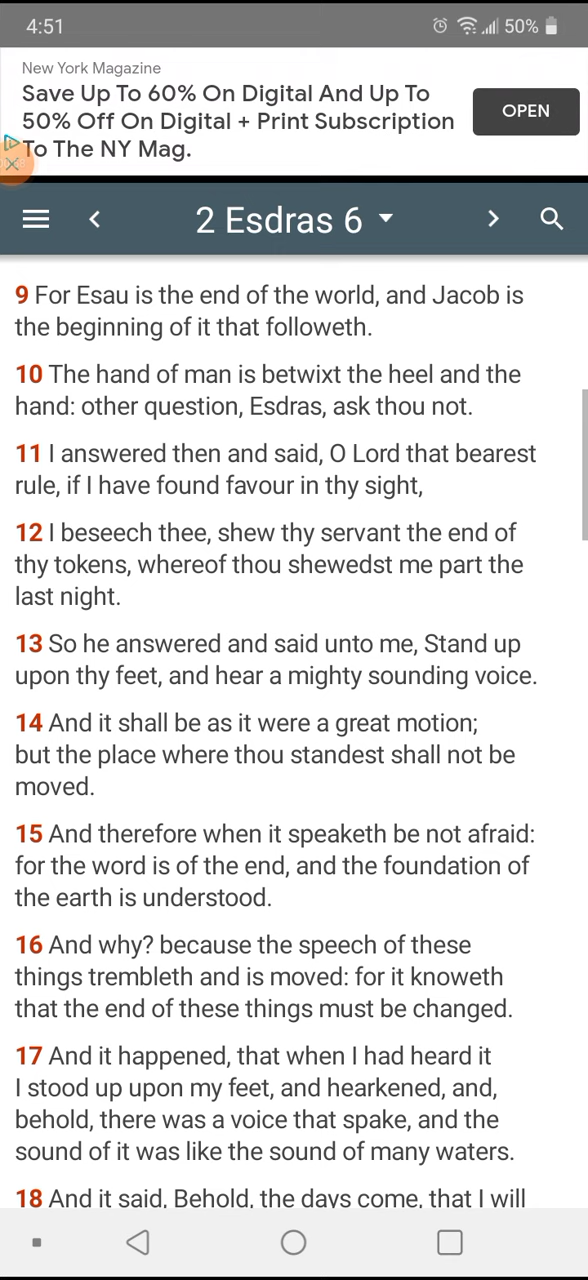 4:51
50%
New York Magazine
Save Up To 60% On Digital And Up To
50% Off On Digital + Print Subscription
To The NY Mag.
OPEN
2 Esdras 6
9 For Esau is the end of the world, and Jacob is
the beginning of it that followeth.
10 The hand of man is betwixt the heel and the
hand: other question, Esdras, ask thou not.
11 I answered then and said, O Lord that bearest
rule, if I have found favour in thy sight,
12 I beseech thee, shew thy servant the end of
thy tokens, whereof thou shewedst me part the
last night.
13 So he answered and said unto me, Stand up
upon thy feet, and hear a mighty sounding voice.
14 And it shall be as it were a great motion;
but the place where thou standest shall not be
moved.
15 And therefore when it speaketh be not afraid:
for the word is of the end, and the foundation of
the earth is understood.
16 And why? because the speech of these
things trembleth and is moved: for it knoweth
that the end of these things must be changed.
17 And it happened, that when I had heard it
I stood up upon my feet, and hearkened, and,
behold, there was a voice that spake, and the
sound of it was like the sound of many waters.
18 And it said, Behold, the days come, that I will